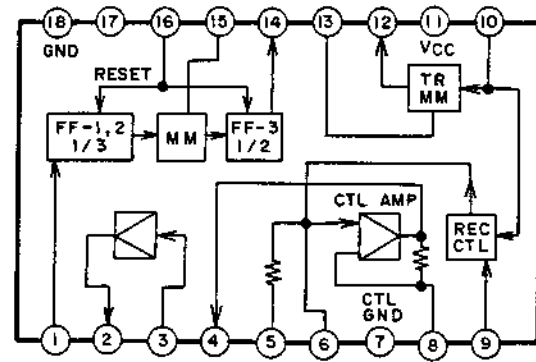 18 17 16 15 14 13 12 11 10
GND
VCC
RESET
TR
MM
FF-1,2
1/3
MM
FF-3
1/2
CTL AMP
REC
CTL
CTL
GND
1 2 3 4 5 6 7 8 9